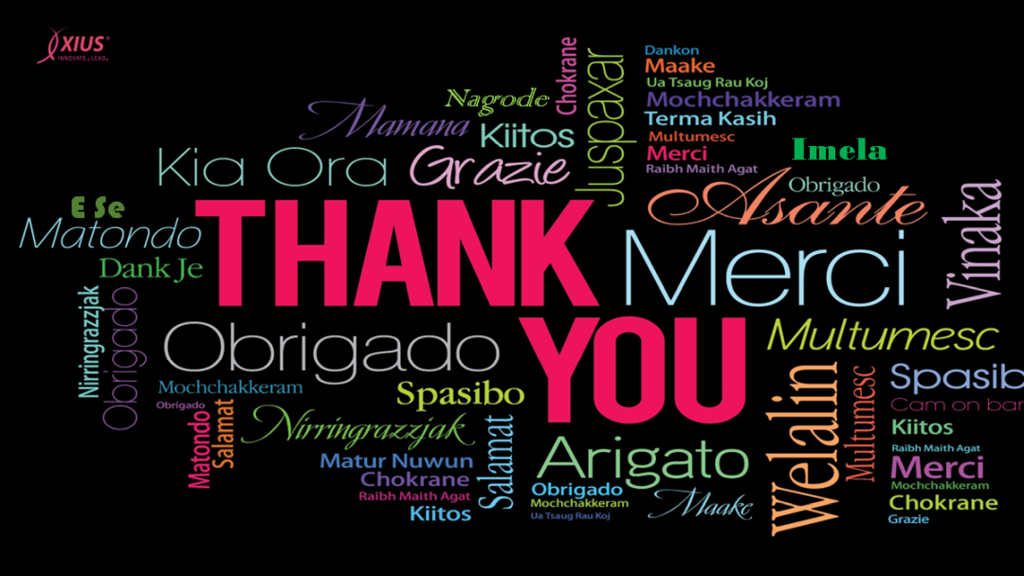 XIUS
INNOVATE. LEAD.
Nagode
Chokrane
Juspaxar
Dankon
Maake
Ua Tsaug Rau Koj
Mochchakkeram
Terma Kasih
Multumesc
Merci
Raibh Maith Agat
Mamana
Kiitos
Imela
Kia Ora
Grazie
Obrigado
Asante
Vinaka
E Se
Matondo
Dank Je
THANK
Merci
Nirringrazzjak
Obrigado
Obrigado
YOU
Multumesc
Mochchakkeram
Spasibo
Obrigado
Matondo
Salamat
Nirringrazzjak
Salamat
Matur Nuwun
Chokrane
Raibh Maith Agat
Kiitos
Arigato
Obrigado
Mochchakkeram
Ua Tsaug Rau Koj
Maake
Welalin
Multumesc
Spasib
Cam on bar
Kiitos
Raibh Maith Agat
Merci
Mochchakkeram
Chokrane
Grazie